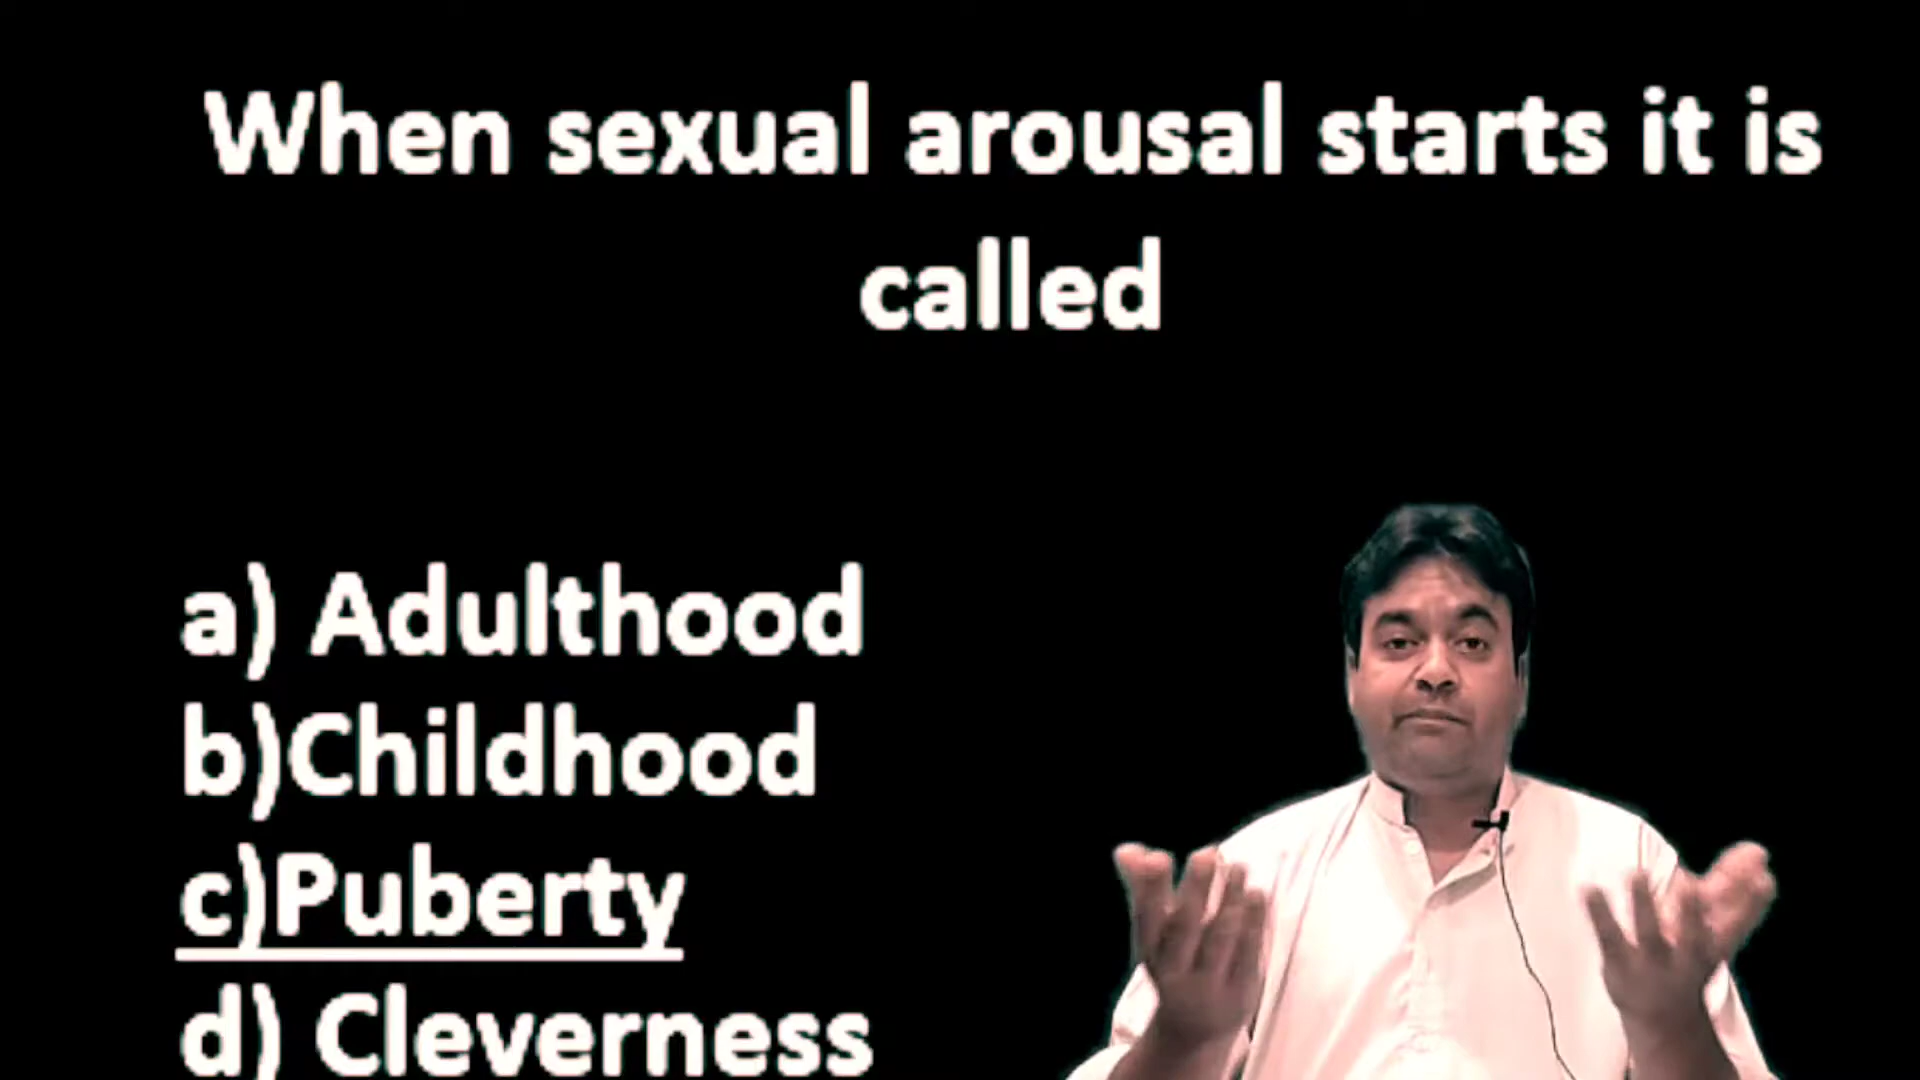 When sexual arousal starts it is
called
a) Adulthood
b)Childhood
c)Puberty
d) Cleverness